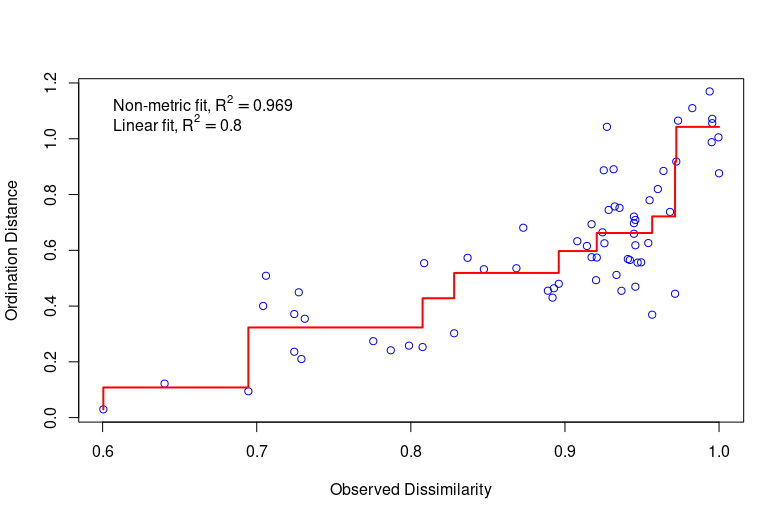 Non-metric fit, R² = 0.969
Linear fit, R² = 0.8
Ordination Distance
0.0 0.2 0.4 0.6 0.8 1.0 1.2
0.6 0.7 0.8 0.9 1.0
Observed Dissimilarity